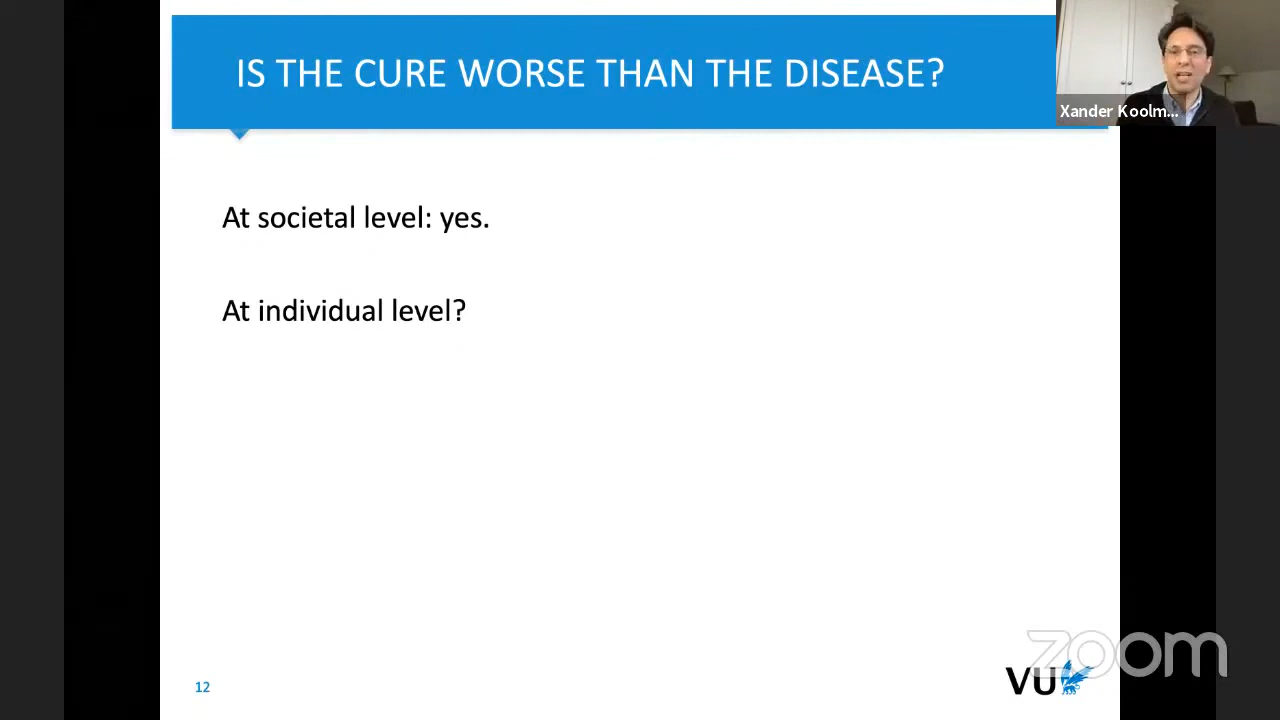 IS THE CURE WORSE THAN THE DISEASE?
Xander Koolm...
At societal level: yes.
At individual level?
12
VU
zoom